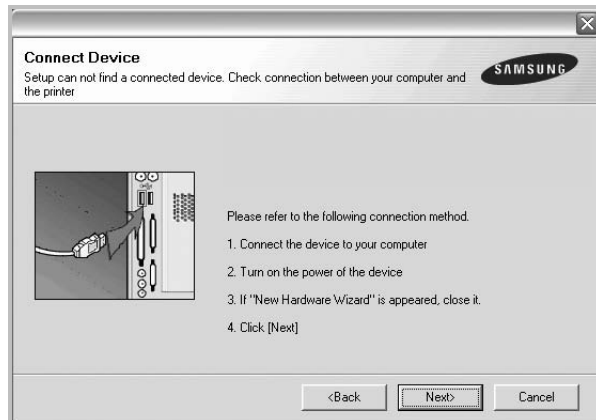 Connect Device
Setup can not find a connected device. Check connection between your computer and
the printer
SAMSUNG
Please refer to the following connection method.
1. Connect the device to your computer
2. Turn on the power of the device
3. If "New Hardware Wizard" is appeared, close it.
4. Click [Next]
<Back
Next>
Cancel